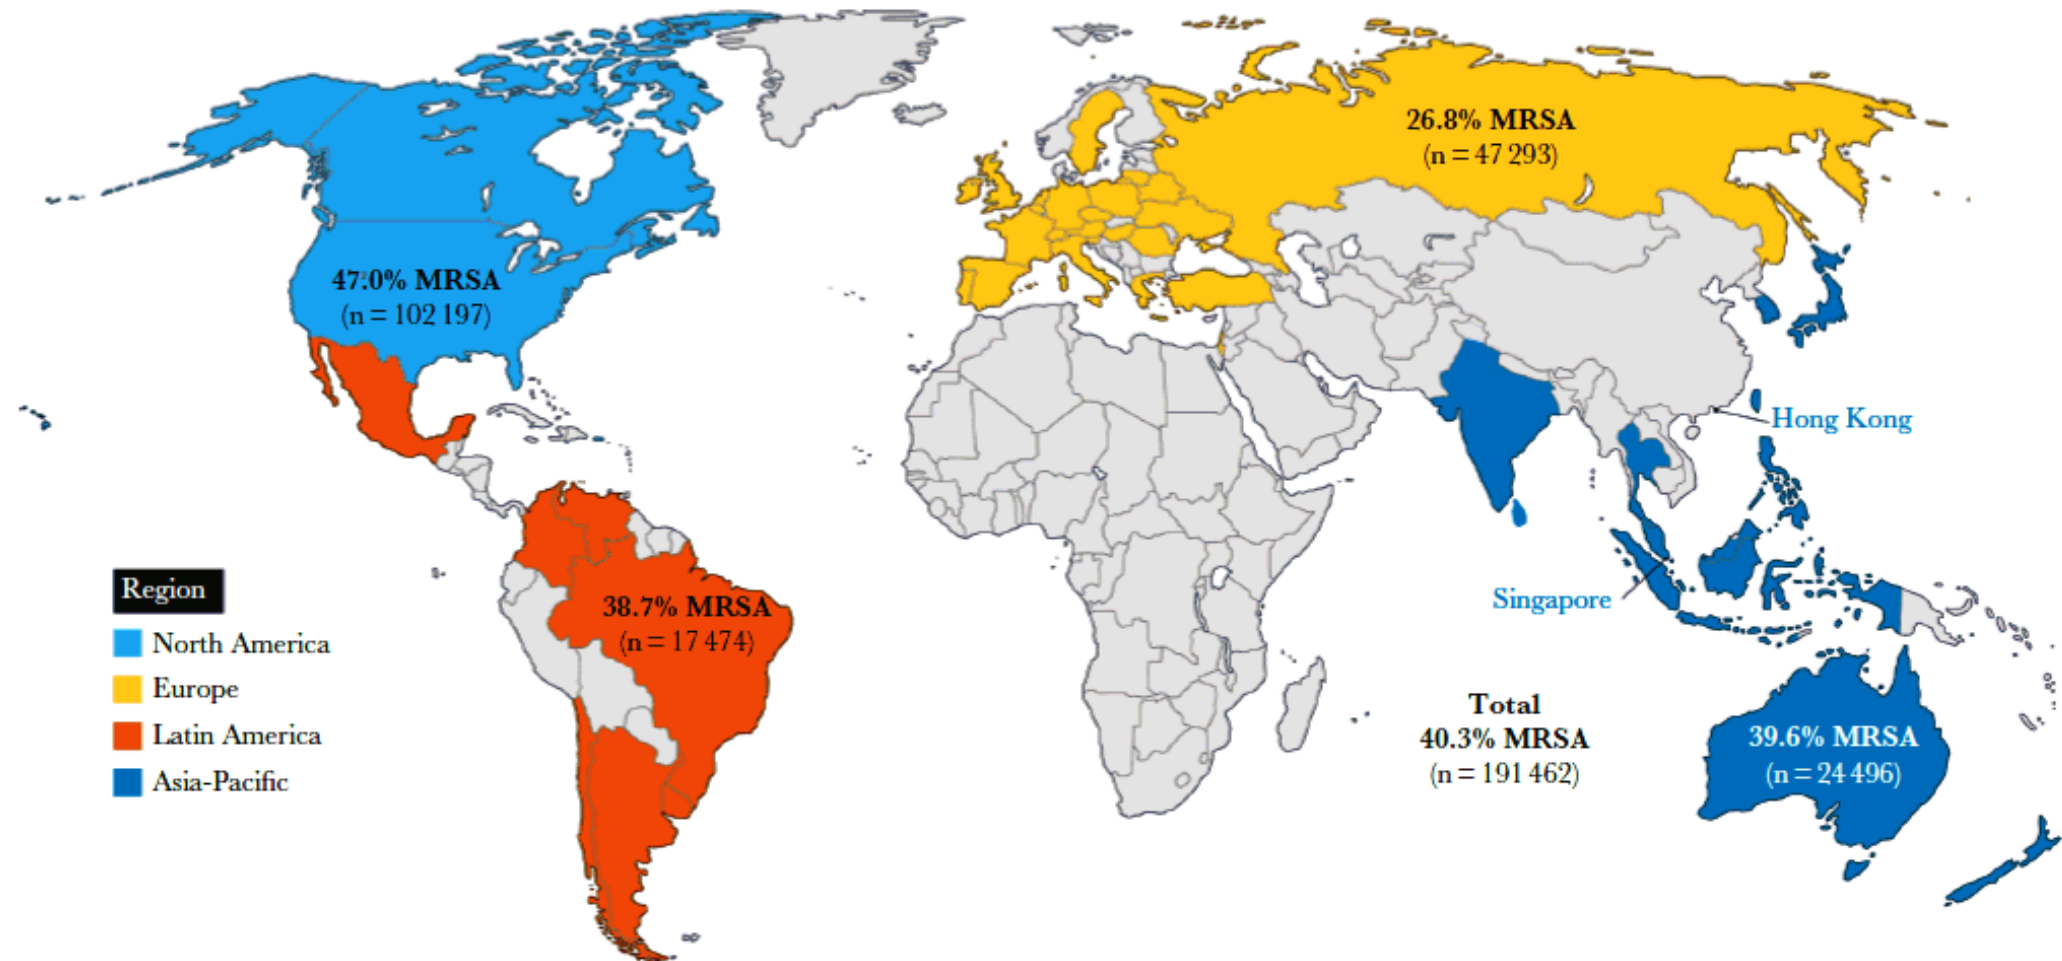 26.8% MRSA
(n = 47 293)
47.0% MRSA
(n = 102 197)
Hong Kong
Region
North America
Europe
Latin America
Asia-Pacific
38.7% MRSA
(n = 17 474)
Singapore
Total
40.3% MRSA
(n = 191 462)
39.6% MRSA
(n = 24 496)